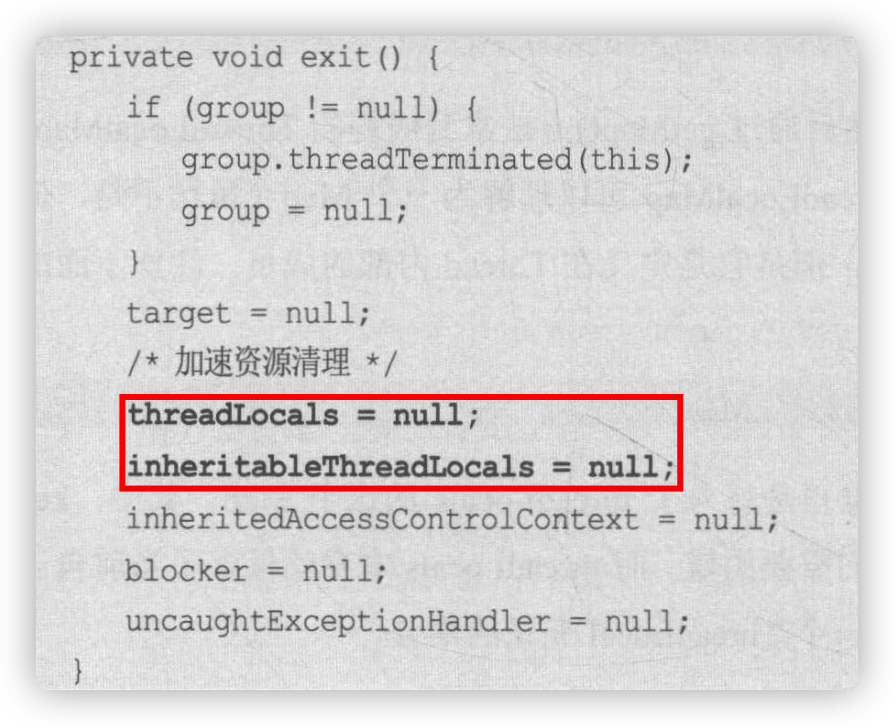 private void exit() {
if (group != null) {
group.threadTerminated(this);
group = null;
}
target = null;
/* 加速资源清理 */
threadLocals = null;
inheritableThreadLocals = null;
inheritedAccessControlContext = null;
blocker = null;
uncaughtExceptionHandler = null;
}